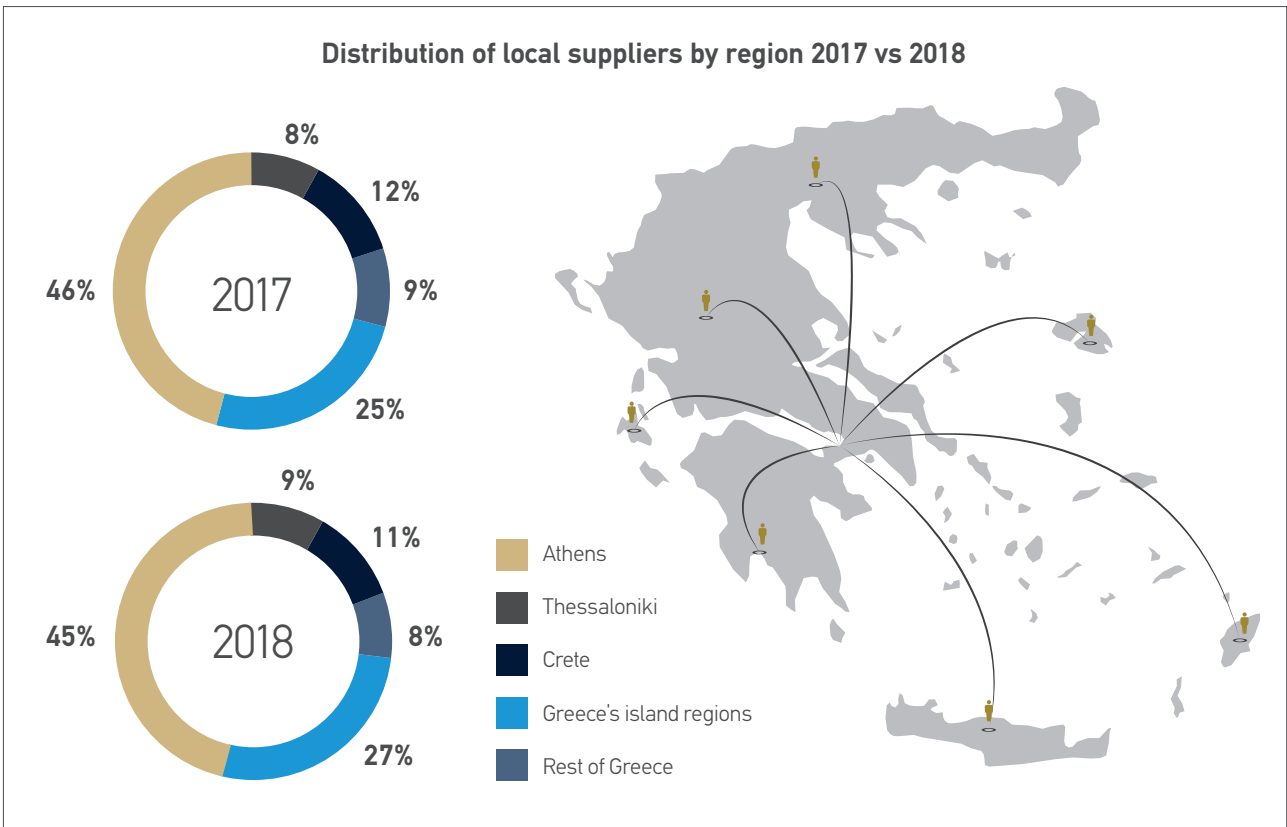 Distribution of local suppliers by region 2017 vs 2018
8%
12%
46%
2017
9%
25%
9%
11%
45%
2018
8%
27%
Athens
Thessaloniki
Crete
Greece's island regions
Rest of Greece